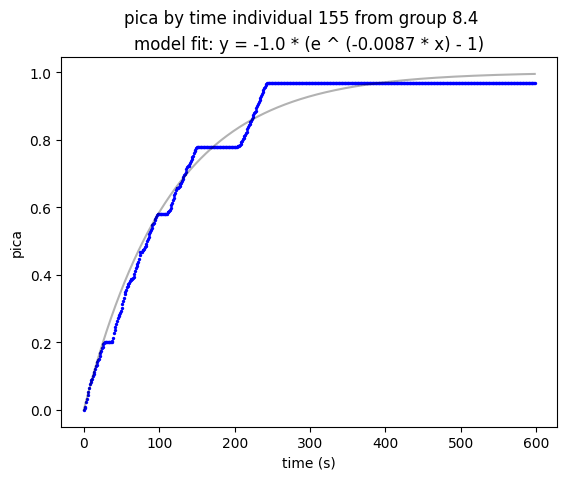 pica by time individual 155 from group 8.4
model fit: y = -1.0 * (e ^ (-0.0087 * x) - 1)
1.0
0.8
0.6
0.4
0.2
0.0
pica
0 100 200 300 400 500 600
time (s)